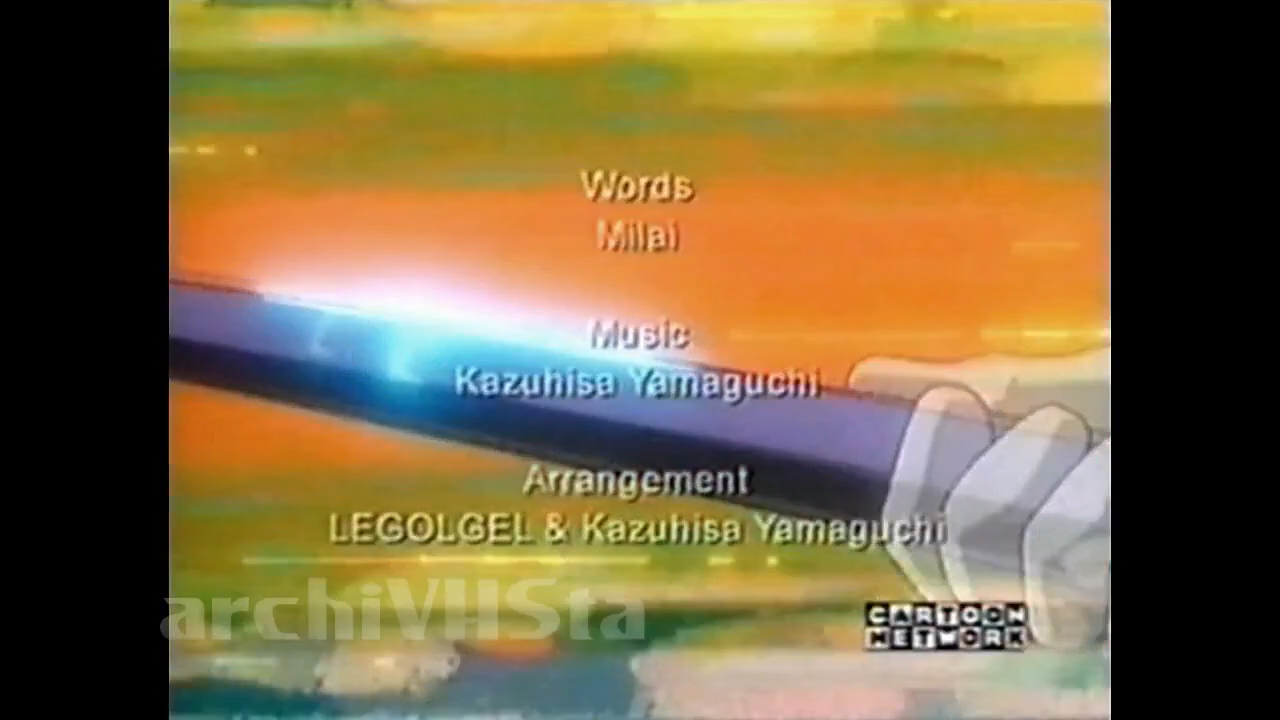 Words
Milai
Music
Kazuhisa Yamaguchi
Arrangement
LEGOLGEL & Kazuhisa Yamaguchi
archiVHSta
CARTOON
NETWORK